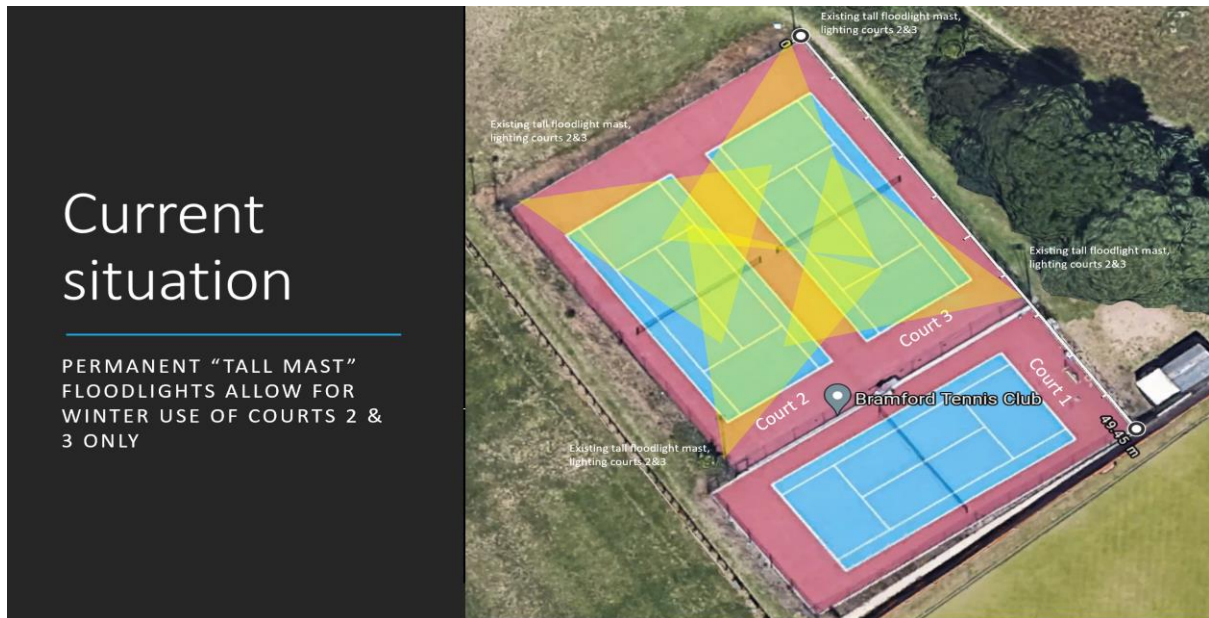 Current
situation
PERMANENT “TALL MAST”
FLOODLIGHTS ALLOW FOR
WINTER USE OF COURTS 2 &
3 ONLY
Existing tall floodlight mast,
lighting courts 2&3
0
Existing tall floodlight mast,
lighting courts 2&3
Existing tall floodlight mast,
lighting courts 2&3
Court 3
Court 1
Court 2
Bramford Tennis Club
49.45 m
Existing tall floodlight mast,
lighting courts 2&3